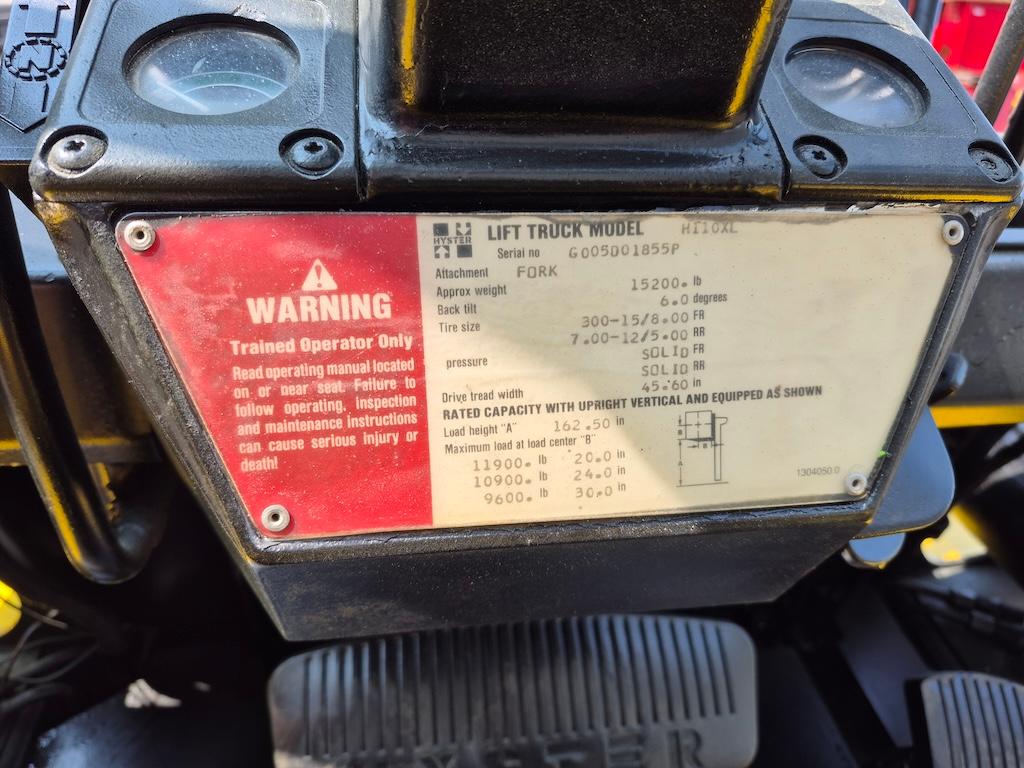 WARNING
Trained Operator Only
Read operating manual located
on or near seat. Failure to
follow operating, inspection
and maintenance instructions
can cause serious injury or
death!
HYSTER
LIFT TRUCK MODEL H110XL
Serial no G005D01855P
Attachment FORK
Approx weight 15200. lb
Back tilt 6.0 degrees
Tire size 300-15/8.00 FR
7.00-12/5.00 RR
pressure SOLID FR
SOLID RR
Drive tread width 45.60 in
RATED CAPACITY WITH UPRIGHT VERTICAL AND EQUIPPED AS SHOWN
Load height "A" 162.50 in
Maximum load at load center "B"
11900. lb 20.0 in
10900. lb 24.0 in
9600. lb 30.0 in
B
B
A
1304050.0
HYSTER